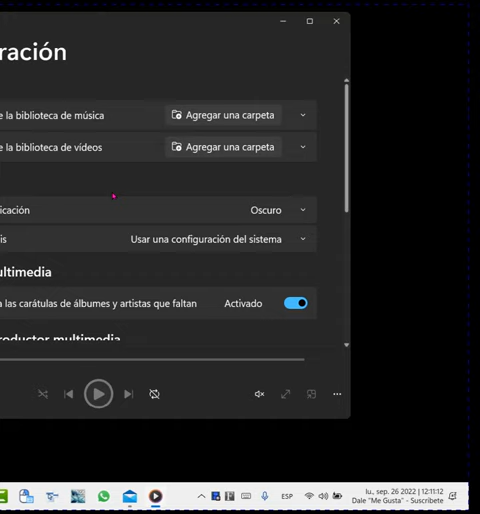 ración
e la biblioteca de música
Agregar una carpeta
e la biblioteca de vídeos
Agregar una carpeta
icación
Oscuro
is
Usar una configuración del sistema
ultimedia
a las carátulas de álbumes y artistas que faltan
Activado
roductor multimedia
ESP
lu., sep. 26 2022 | 12:11:12
Dale "Me Gusta" - Suscribete